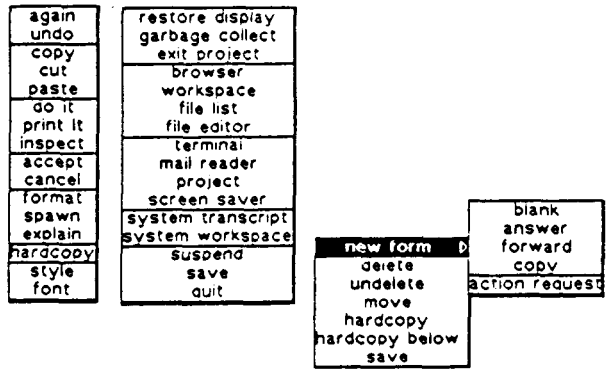 again
undo
copy
cut
paste
do it
print it
inspect
accept
cancel
format
spawn
explain
hardcopy
style
font
restore display
garbage collect
exit project
browser
workspace
file list
file editor
terminal
mail reader
project
screen saver
system transcript
system workspace
suspend
save
quit
new form
delete
undelete
move
hardcopy
hardcopy below
save
blank
answer
forward
copy
action request